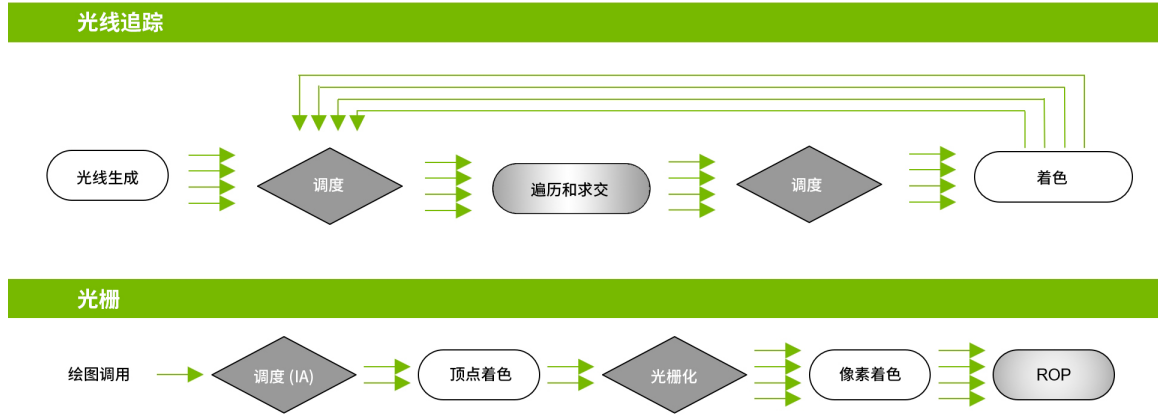 光线追踪
光线生成
调度
遍历和求交
调度
着色
光栅
绘图调用
调度 (IA)
顶点着色
光栅化
像素着色
ROP